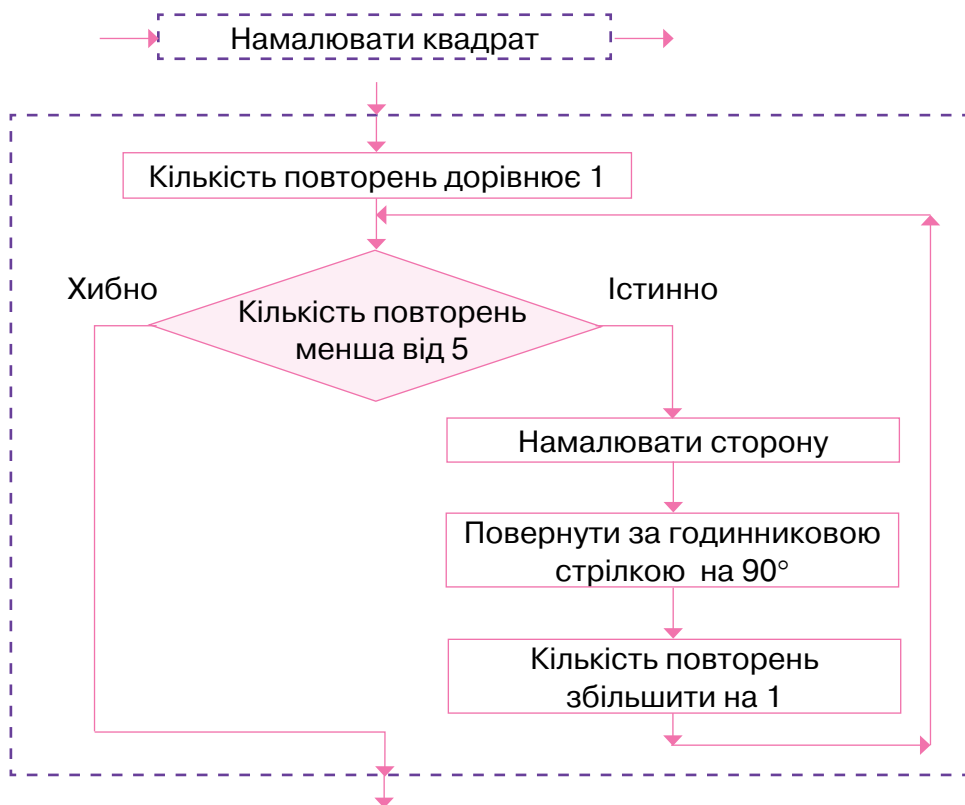 Намалювати квадрат
Кількість повторень дорівнює 1
Хибно
Істинно
Кількість повторень
менша від 5
Намалювати сторону
Повернути за годинниковою
стрілкою на 90°
Кількість повторень
збільшити на 1